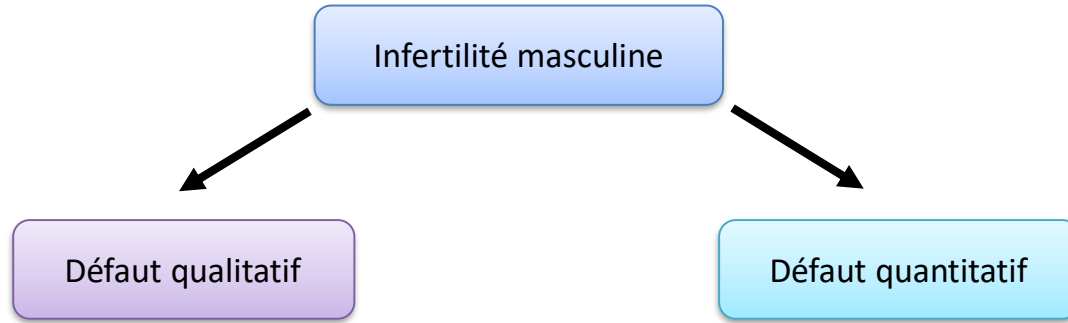 Infertilité masculine
Défaut qualitatif
Défaut quantitatif